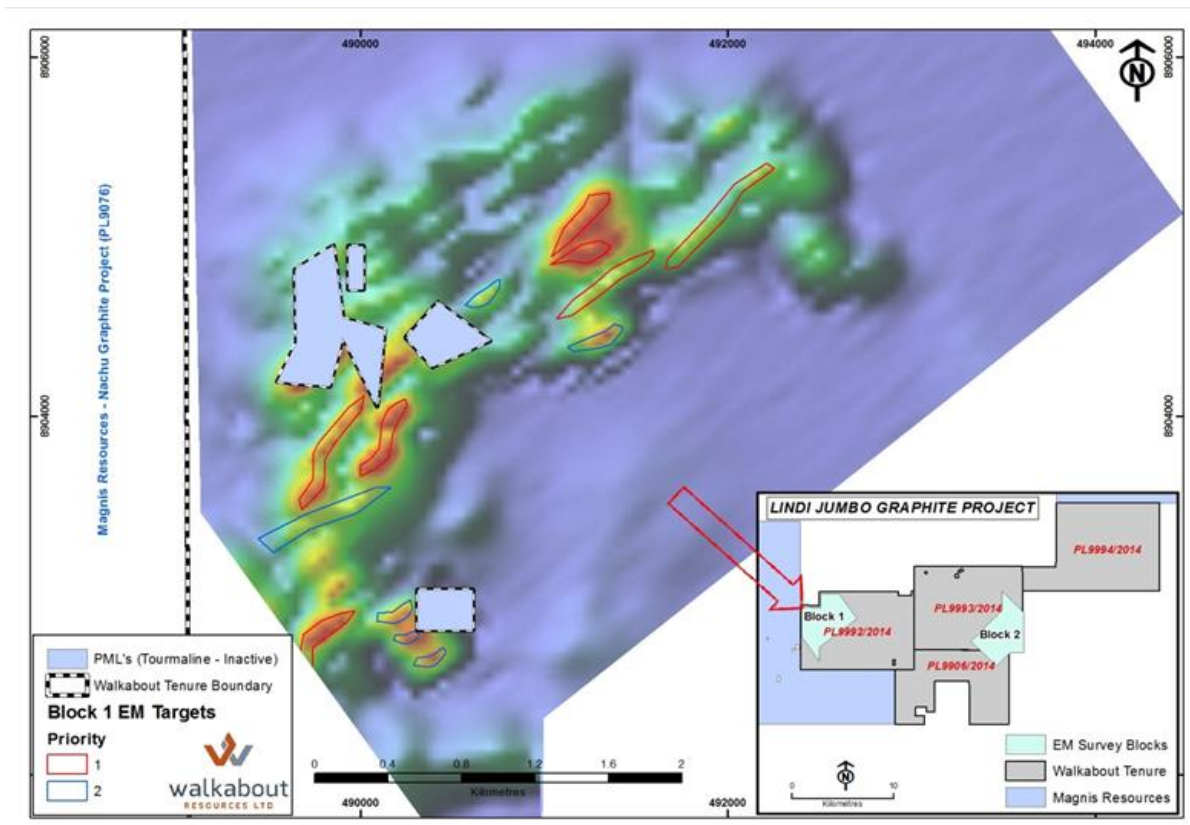 490000
492000
494000
8906000
8906000
N
Magnis Resources - Nachu Graphite Project (PL9076)
8904000
8904000
LINDI JUMBO GRAPHITE PROJECT
PL9994/2014
PL9993/2014
Block 1
PL9992/2014
Block 2
PL9906/2014
EM Survey Blocks
Walkabout Tenure
Magnis Resources
N
0 10
Kilometres
PML's (Tourmaline - Inactive)
Walkabout Tenure Boundary
Block 1 EM Targets
Priority
1
2
walkabout
RESOURCES LTD
0 0.4 0.8 1.2 1.6 2
Kilometres
490000
492000